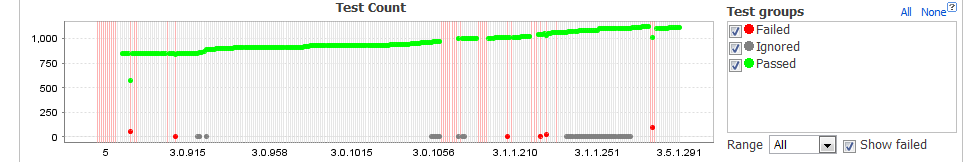 Test Count
1,000
750
500
250
0
5 3.0.915 3.0.958 3.0.1015 3.0.1056 3.1.1.210 3.1.1.251 3.5.1.291
Test groups All None ?
Failed
Ignored
Passed
Range All Show failed